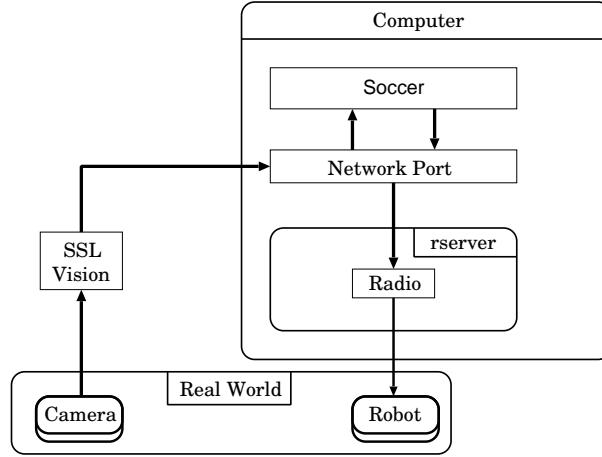 Computer
Soccer
Network Port
SSL
Vision
rserver
Radio
Real World
Camera
Robot